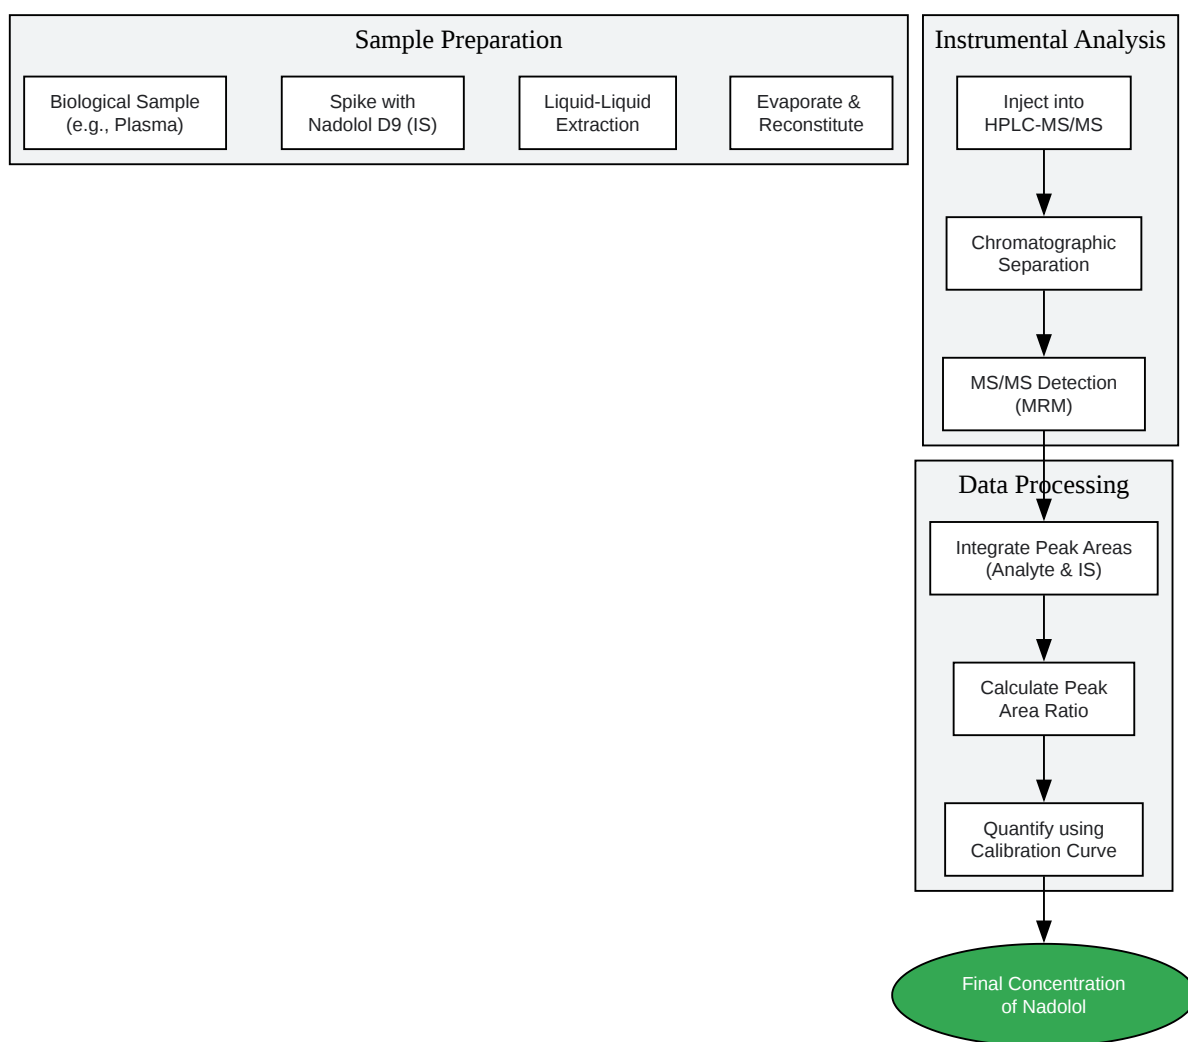 Sample Preparation
Biological Sample
(e.g., Plasma)
Spike with
Nadolol D9 (IS)
Liquid-Liquid
Extraction
Evaporate &
Reconstitute
Instrumental Analysis
Inject into
HPLC-MS/MS
Chromatographic
Separation
MS/MS Detection
(MRM)
Data Processing
Integrate Peak Areas
(Analyte & IS)
Calculate Peak
Area Ratio
Quantify using
Calibration Curve
Final Concentration
of Nadolol